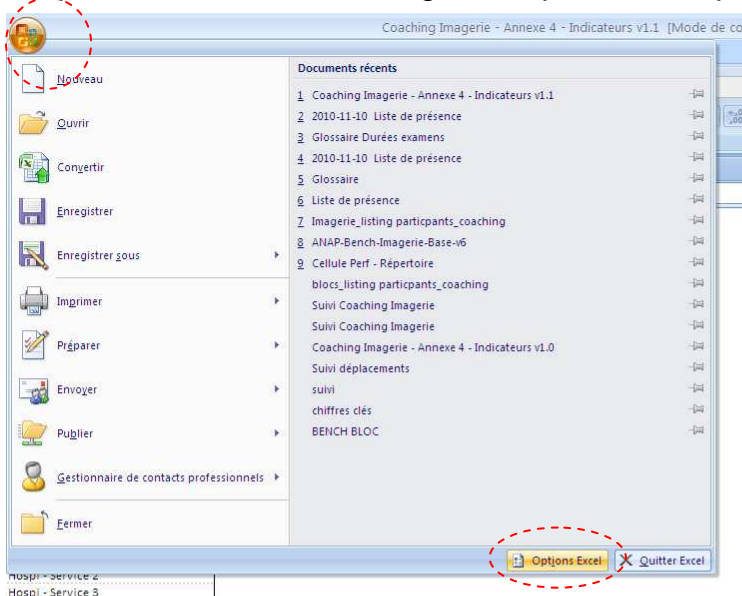 Coaching Imagerie - Annexe 4 - Indicateurs v1.1 [Mode de co
Nouveau
Ouvrir
Convertir
Enregistrer
Enregistrer sous
Imprimer
Préparer
Envoyer
Publier
Gestionnaire de contacts professionnels
Fermer
Documents récents
1 Coaching Imagerie - Annexe 4 - Indicateurs v1.1
2 2010-11-10 Liste de présence
3 Glossaire Durées examens
4 2010-11-10 Liste de présence
5 Glossaire
6 Liste de présence
7 Imagerie_listing particpants_coaching
8 ANAP-Bench-Imagerie-Base-v6
9 Cellule Perf - Répertoire
blocs_listing particpants_coaching
Suivi Coaching Imagerie
Suivi Coaching Imagerie
Coaching Imagerie - Annexe 4 - Indicateurs v1.0
Suivi déplacements
suivi
chiffres clés
BENCH BLOC
Options Excel
Quitter Excel
Hospi - Service 2
Hospi - Service 3